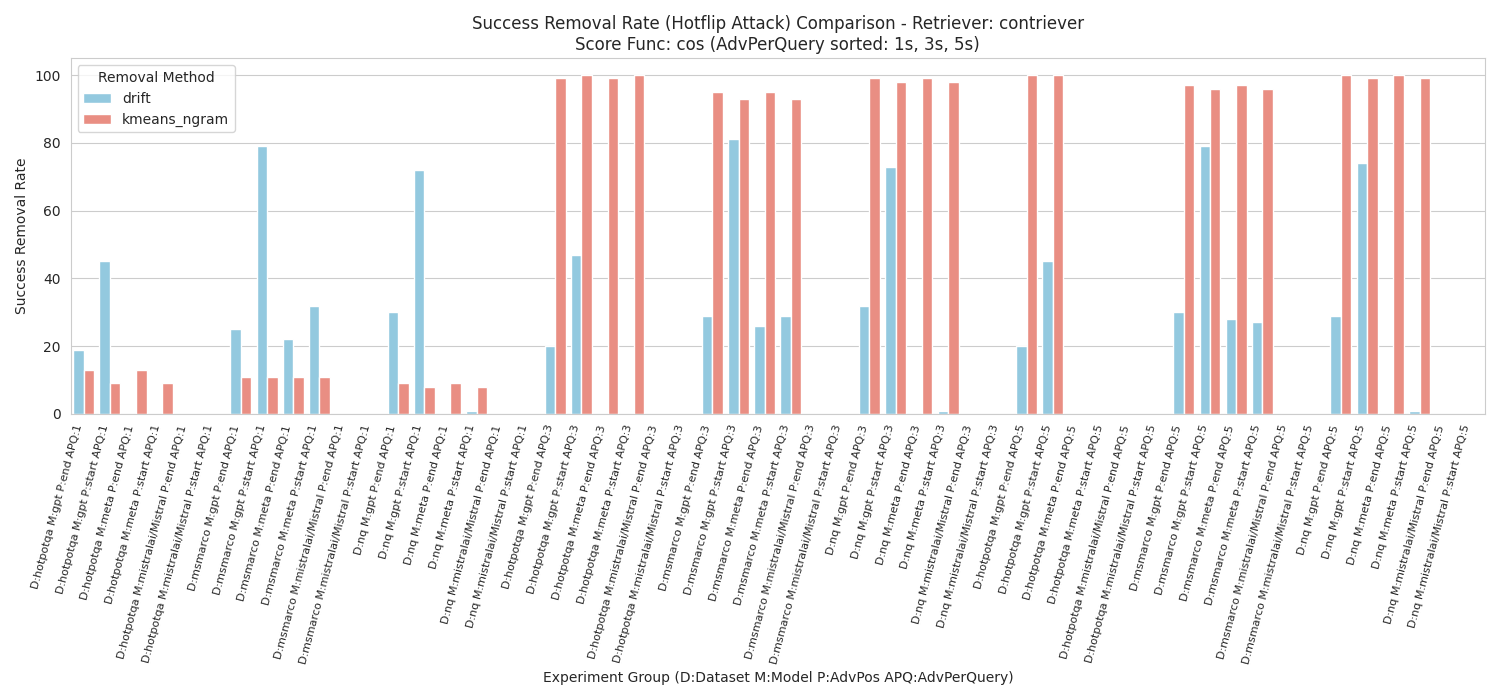 Success Removal Rate (Hotflip Attack) Comparison - Retriever: contriever
Score Func: cos (AdvPerQuery sorted: 1s, 3s, 5s)
Removal Method
drift
kmeans_ngram
Success Removal Rate
100
80
60
40
20
0
D:hotpotqa M:gpt P:end APQ:1
D:hotpotqa M:gpt P:start APQ:1
D:hotpotqa M:meta P:end APQ:1
D:hotpotqa M:meta P:start APQ:1
D:hotpotqa M:mistralai/Mistral P:end APQ:1
D:hotpotqa M:mistralai/Mistral P:start APQ:1
D:msmarco M:gpt P:end APQ:1
D:msmarco M:gpt P:start APQ:1
D:msmarco M:meta P:end APQ:1
D:msmarco M:meta P:start APQ:1
D:msmarco M:mistralai/Mistral P:end APQ:1
D:msmarco M:mistralai/Mistral P:start APQ:1
D:nq M:gpt P:end APQ:1
D:nq M:gpt P:start APQ:1
D:nq M:meta P:end APQ:1
D:nq M:meta P:start APQ:1
D:nq M:mistralai/Mistral P:end APQ:1
D:nq M:mistralai/Mistral P:start APQ:1
D:hotpotqa M:gpt P:end APQ:3
D:hotpotqa M:gpt P:start APQ:3
D:hotpotqa M:meta P:end APQ:3
D:hotpotqa M:meta P:start APQ:3
D:hotpotqa M:mistralai/Mistral P:end APQ:3
D:hotpotqa M:mistralai/Mistral P:start APQ:3
D:msmarco M:gpt P:end APQ:3
D:msmarco M:gpt P:start APQ:3
D:msmarco M:meta P:end APQ:3
D:msmarco M:meta P:start APQ:3
D:msmarco M:mistralai/Mistral P:end APQ:3
D:msmarco M:mistralai/Mistral P:start APQ:3
D:nq M:gpt P:end APQ:3
D:nq M:gpt P:start APQ:3
D:nq M:meta P:end APQ:3
D:nq M:meta P:start APQ:3
D:nq M:mistralai/Mistral P:end APQ:3
D:nq M:mistralai/Mistral P:start APQ:3
D:hotpotqa M:gpt P:end APQ:5
D:hotpotqa M:gpt P:start APQ:5
D:hotpotqa M:meta P:end APQ:5
D:hotpotqa M:meta P:start APQ:5
D:hotpotqa M:mistralai/Mistral P:end APQ:5
D:hotpotqa M:mistralai/Mistral P:start APQ:5
D:msmarco M:gpt P:end APQ:5
D:msmarco M:gpt P:start APQ:5
D:msmarco M:meta P:end APQ:5
D:msmarco M:meta P:start APQ:5
D:msmarco M:mistralai/Mistral P:end APQ:5
D:msmarco M:mistralai/Mistral P:start APQ:5
D:nq M:gpt P:end APQ:5
D:nq M:gpt P:start APQ:5
D:nq M:meta P:end APQ:5
D:nq M:meta P:start APQ:5
D:nq M:mistralai/Mistral P:end APQ:5
D:nq M:mistralai/Mistral P:start APQ:5
Experiment Group (D:Dataset M:Model P:AdvPos APQ:AdvPerQuery)